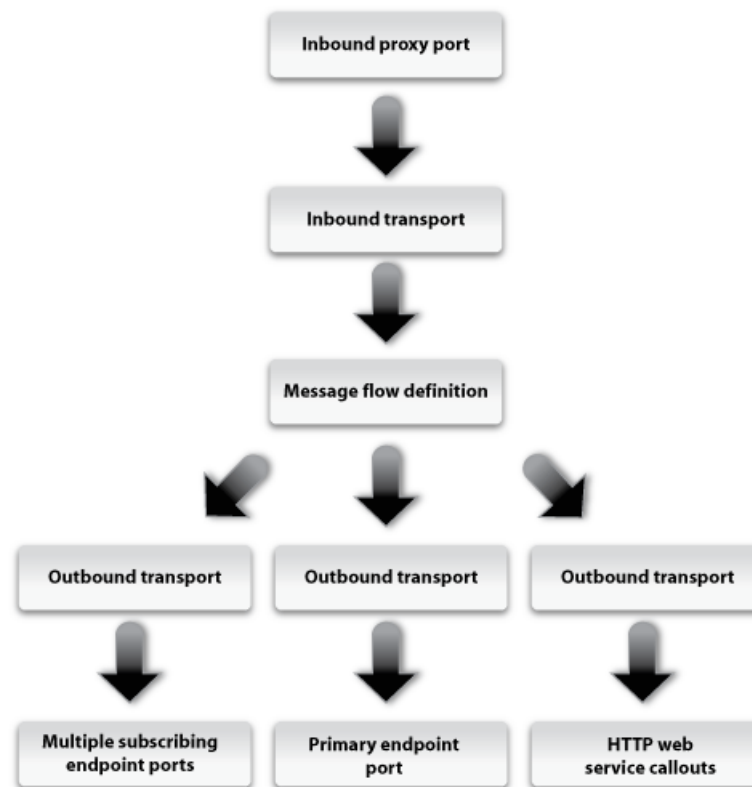 Inbound proxy port
Inbound transport
Message flow definition
Outbound transport
Outbound transport
Outbound transport
Multiple subscribing
endpoint ports
Primary endpoint
port
HTTP web
service callouts